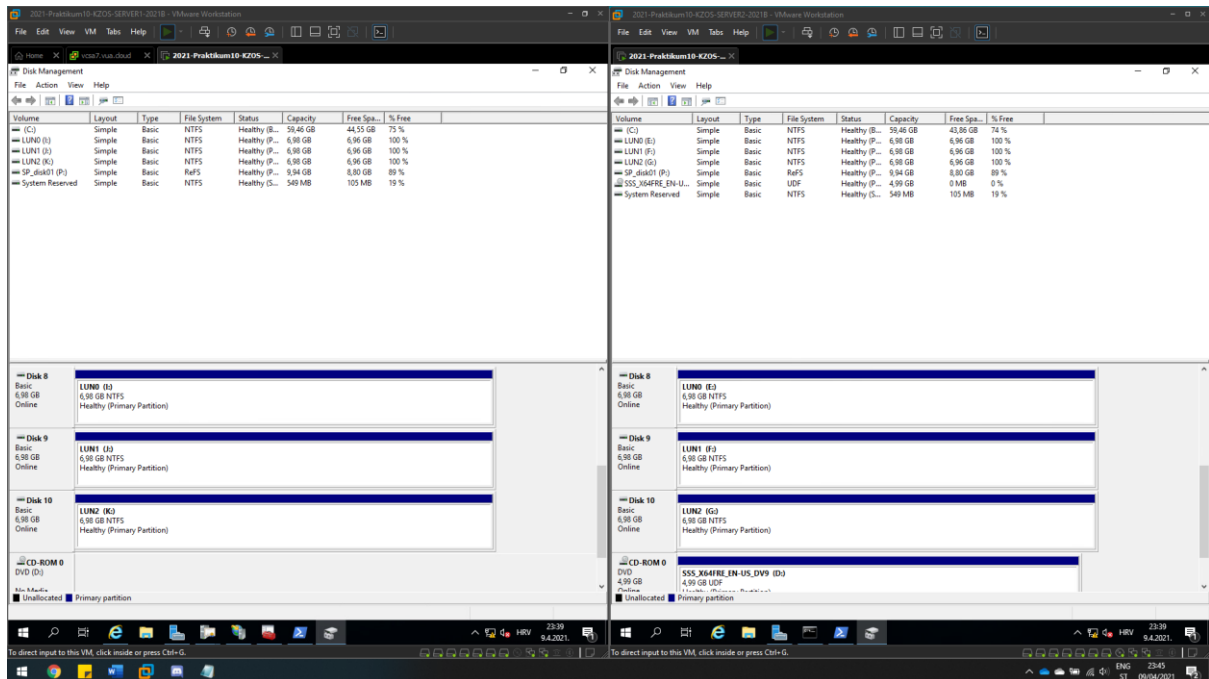 2021-Praktikum10-KZOS-SERVER1-2021B - VMware Workstation
File Edit View VM Tabs Help
Home vcsa7.vua.cloud 2021-Praktikum10-KZOS-...
Disk Management
File Action View Help
Volume Layout Type File System Status Capacity Free Spa... % Free
(C:) Simple Basic NTFS Healthy (B... 59,46 GB 44,55 GB 75 %
LUN0 (I:) Simple Basic NTFS Healthy (P... 6,98 GB 6,96 GB 100 %
LUN1 (J:) Simple Basic NTFS Healthy (P... 6,98 GB 6,96 GB 100 %
LUN2 (K:) Simple Basic NTFS Healthy (P... 6,98 GB 6,96 GB 100 %
SP_disk01 (P:) Simple Basic ReFS Healthy (P... 9,94 GB 8,80 GB 89 %
System Reserved Simple Basic NTFS Healthy (S... 549 MB 105 MB 19 %
Disk 8
Basic
6,98 GB
Online
LUN0 (I:)
6,98 GB NTFS
Healthy (Primary Partition)
Disk 9
Basic
6,98 GB
Online
LUN1 (J:)
6,98 GB NTFS
Healthy (Primary Partition)
Disk 10
Basic
6,98 GB
Online
LUN2 (K:)
6,98 GB NTFS
Healthy (Primary Partition)
CD-ROM 0
DVD (D:)
No Media
Unallocated Primary partition
HRV 23:39
9.4.2021.
To direct input to this VM, click inside or press Ctrl+G.
2021-Praktikum10-KZOS-SERVER2-2021B - VMware Workstation
File Edit View VM Tabs Help
2021-Praktikum10-KZOS-...
Disk Management
File Action View Help
Volume Layout Type File System Status Capacity Free Spa... % Free
(C:) Simple Basic NTFS Healthy (B... 59,46 GB 43,86 GB 74 %
LUN0 (E:) Simple Basic NTFS Healthy (P... 6,98 GB 6,96 GB 100 %
LUN1 (F:) Simple Basic NTFS Healthy (P... 6,98 GB 6,96 GB 100 %
LUN2 (G:) Simple Basic NTFS Healthy (P... 6,98 GB 6,96 GB 100 %
SP_disk01 (P:) Simple Basic ReFS Healthy (P... 9,94 GB 8,80 GB 89 %
SSS_X64FRE_EN-U... Simple Basic UDF Healthy (P... 4,99 GB 0 MB 0 %
System Reserved Simple Basic NTFS Healthy (S... 549 MB 105 MB 19 %
Disk 8
Basic
6,98 GB
Online
LUN0 (E:)
6,98 GB NTFS
Healthy (Primary Partition)
Disk 9
Basic
6,98 GB
Online
LUN1 (F:)
6,98 GB NTFS
Healthy (Primary Partition)
Disk 10
Basic
6,98 GB
Online
LUN2 (G:)
6,98 GB NTFS
Healthy (Primary Partition)
CD-ROM 0
DVD
4,99 GB
Online
SSS_X64FRE_EN-US_DV9 (D:)
4,99 GB UDF
Healthy (Primary Partition)
Unallocated Primary partition
HRV 23:39
9.4.2021.
To direct input to this VM, click inside or press Ctrl+G.
ENG 23:45
ST 09/04/2021